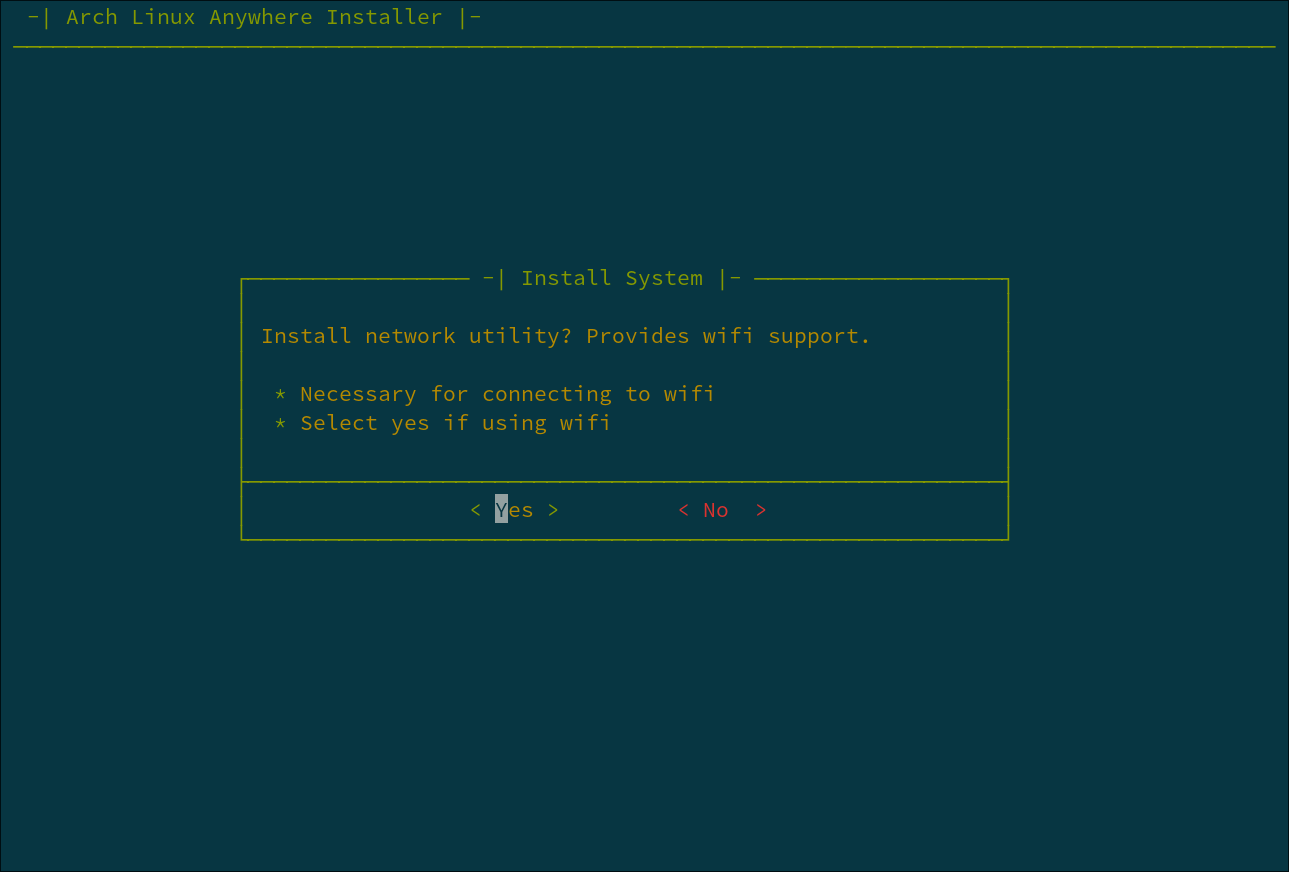 -| Arch Linux Anywhere Installer |-
-| Install System |-
Install network utility? Provides wifi support.
* Necessary for connecting to wifi
* Select yes if using wifi
< Yes > < No >